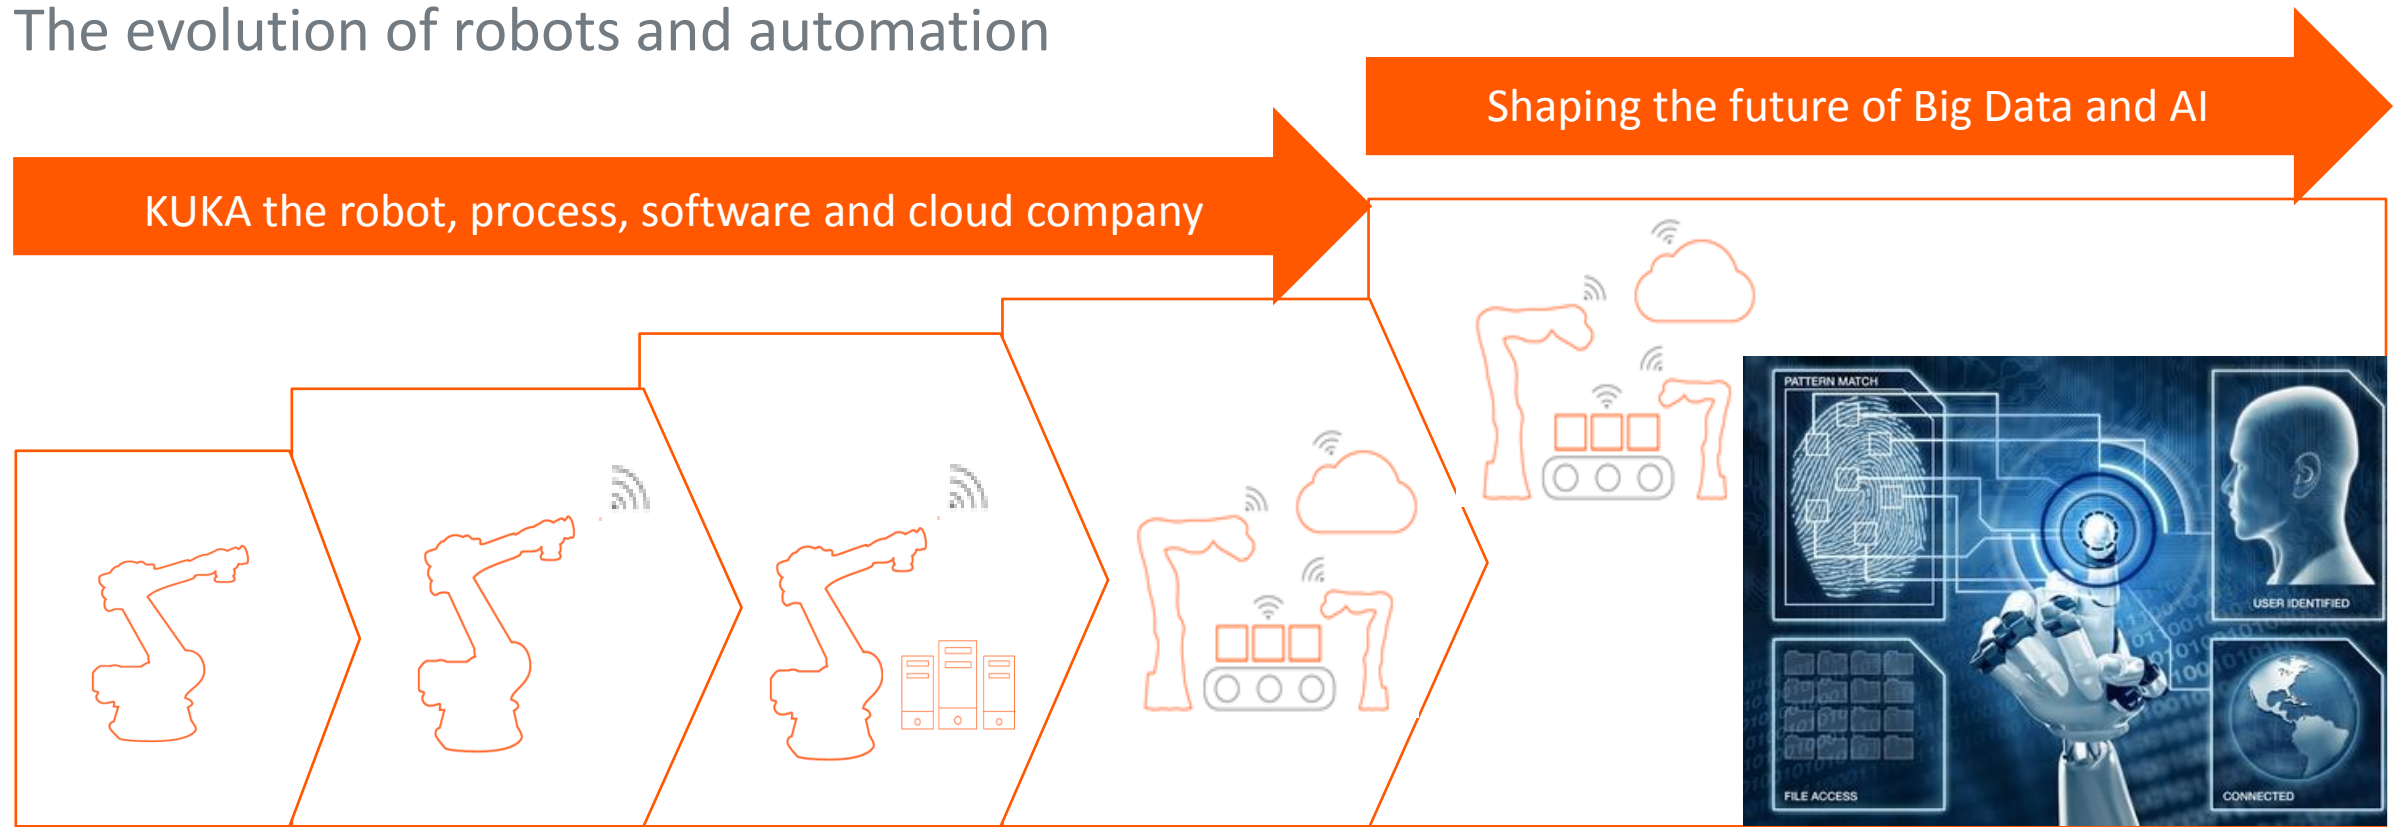 The evolution of robots and automation
Shaping the future of Big Data and AI
KUKA the robot, process, software and cloud company
PATTERN MATCH
USER IDENTIFIED
FILE ACCESS
CONNECTED